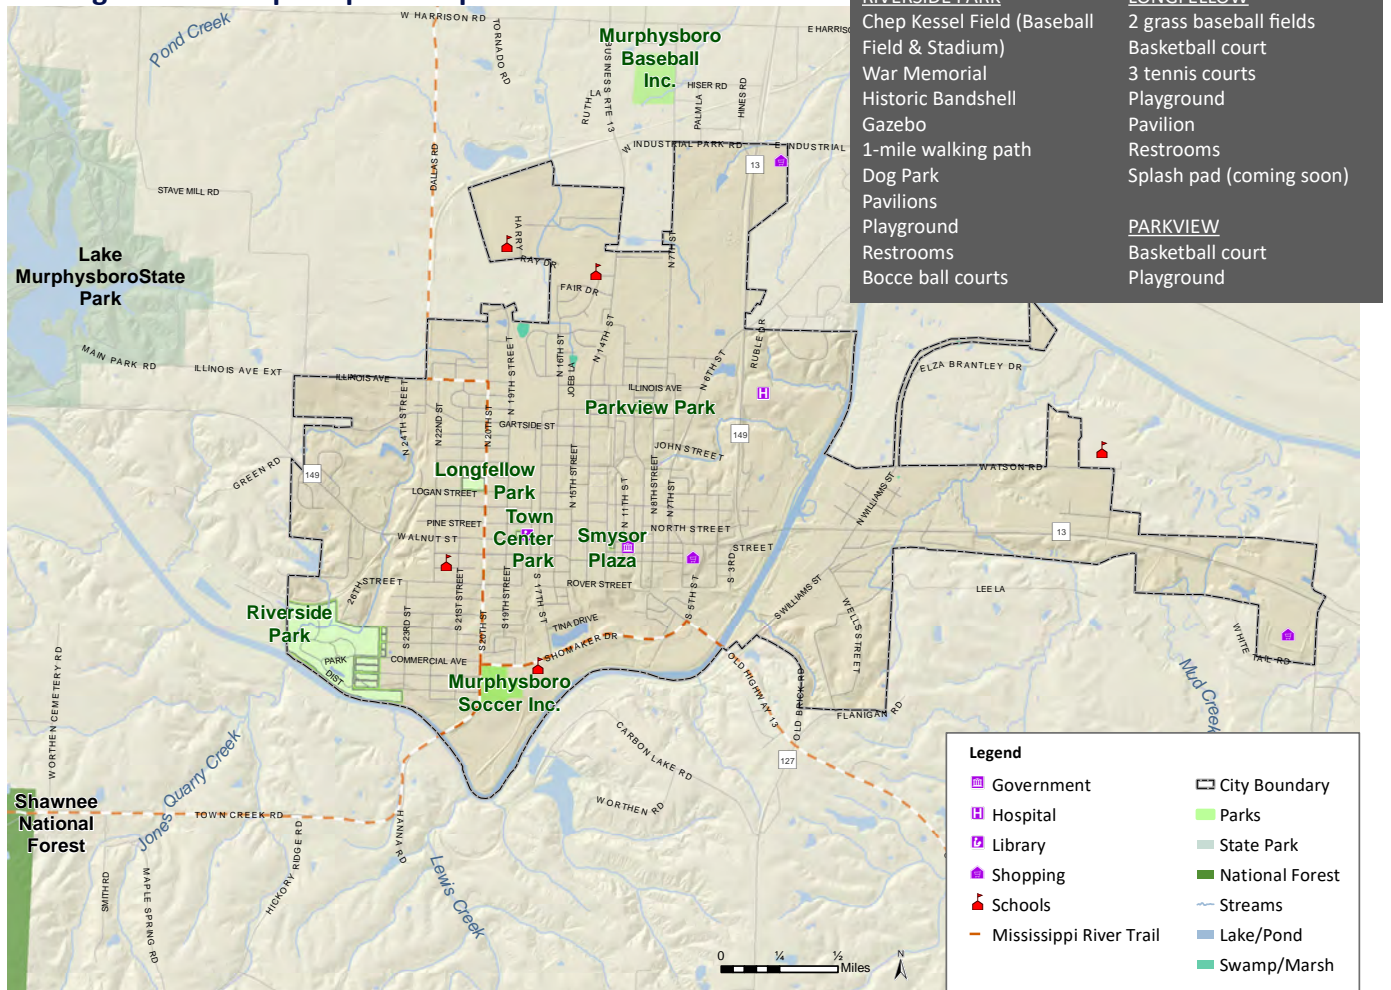 RIVERSIDE PARK
Chep Kessel Field (Baseball
Field & Stadium)
War Memorial
Historic Bandshell
Gazebo
1-mile walking path
Dog Park
Pavilions
Playground
Restrooms
Bocce ball courts
LONGFELLOW
2 grass baseball fields
Basketball court
3 tennis courts
Playground
Pavilion
Restrooms
Splash pad (coming soon)
PARKVIEW
Basketball court
Playground
W HARRISON RD
E HARRISO
Pond Creek
TORNADO RD
BUSINESS RTE 13
Murphysboro
Baseball
Inc.
HISER RD
RUTH LA
PALM LA
HINES RD
W INDUSTRIAL PARK RD
E INDUSTRIAL
13
DALLAS RD
STAVE MILL RD
HARRY
RAY DR
FAIR DR
N 7TH ST
Lake
MurphysboroState
Park
MAIN PARK RD
ILLINOIS AVE EXT
ILLINOIS AVE
N 19TH STREET
N 16TH ST
JOEB LA
N 14TH ST
ILLINOIS AVE
N 6TH ST
RUBLE DR
ELZA BRANTLEY DR
Parkview Park
N 24TH STREET
N 22ND ST
N 20TH ST
GARTSIDE ST
149
JOHN STREET
GREEN RD
149
Longfellow
Park
LOGAN STREET
N 15TH STREET
N 11TH ST
N 8TH STREET
N 7TH ST
WATSON RD
N WILLIAMS ST
PINE STREET
WALNUT ST
Town
Center
Park
Smysor
Plaza
NORTH STREET
STREET
13
S 3RD
26TH
STREET
ROVER STREET
S 5TH ST
S WILLIAMS ST
WELLS STREET
LEE LA
Riverside
Park
S 23RD ST
S 21ST STREET
S 20TH ST
S 19TH STREET
S 17TH ST
TINA DRIVE
SHOMAKER DR
WHITE TAIL RD
PARK
DIST
COMMERCIAL AVE
Murphysboro
Soccer Inc.
OLD HIGHWAY 13
OLD BRICK RD
FLANIGAN RD
Mud Creek
WORTHEN CEMETERY RD
Jones Quarry Creek
CARBON LAKE RD
127
WORTHEN RD
Shawnee
National
Forest
TOWN CREEK RD
HANNA RD
HICKORY RIDGE RD
SMITH RD
MAPLE SPRING RD
Lewis Creek
0 ¼ ½
Miles
N
Legend
Government
Hospital
Library
Shopping
Schools
Mississippi River Trail
City Boundary
Parks
State Park
National Forest
Streams
Lake/Pond
Swamp/Marsh